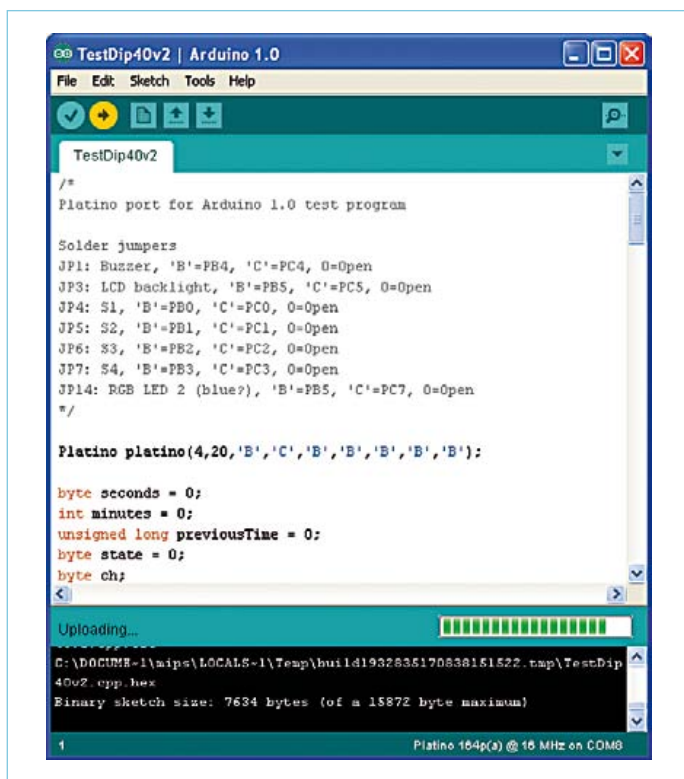 TestDip40v2 | Arduino 1.0
File Edit Sketch Tools Help
TestDip40v2
/*
Platino port for Arduino 1.0 test program
Solder jumpers
JP1: Buzzer, 'B'=PB4, 'C'=PC4, 0=Open
JP3: LCD backlight, 'B'=PB5, 'C'=PC5, 0=Open
JP4: S1, 'B'=PB0, 'C'=PC0, 0=Open
JP5: S2, 'B'=PB1, 'C'=PC1, 0=Open
JP6: S3, 'B'=PB2, 'C'=PC2, 0=Open
JP7: S4, 'B'=PB3, 'C'=PC3, 0=Open
JP14: RGB LED 2 (blue?), 'B'=PB5, 'C'=PC7, 0=Open
*/
Platino platino(4,20,'B','C','B','B','B','B','B');
byte seconds = 0;
int minutes = 0;
unsigned long previousTime = 0;
byte state = 0;
byte ch;
Uploading...
C:\DOCUME~1\mips\LOCALS~1\Temp\build1932835170838151522.tmp\TestDip
40v2.cpp.hex
Binary sketch size: 7634 bytes (of a 15872 byte maximum)
1
Platino 164p(a) @ 16 MHz on COM8